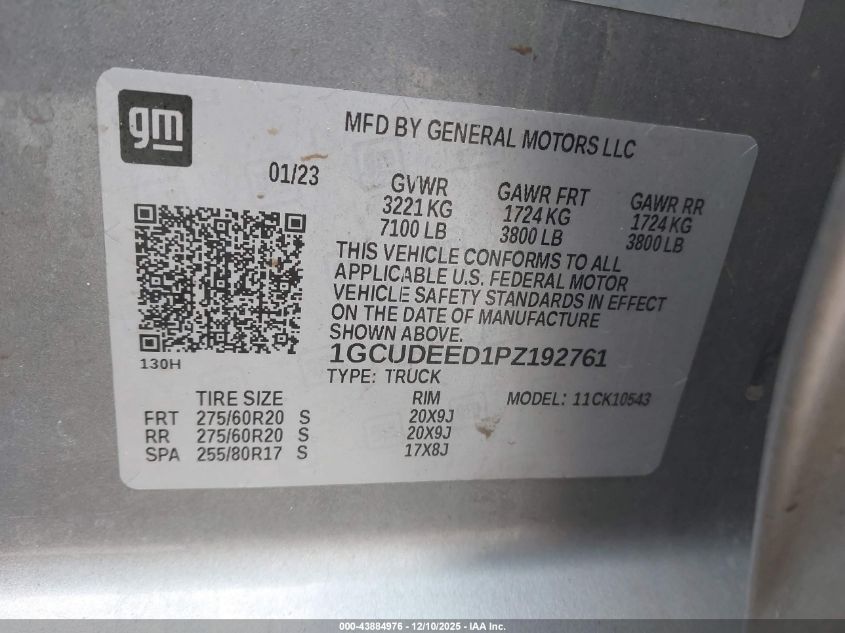 gm
MFD BY GENERAL MOTORS LLC
01/23
GVWR GAWR FRT GAWR RR
3221 KG 1724 KG 1724 KG
7100 LB 3800 LB 3800 LB
THIS VEHICLE CONFORMS TO ALL
APPLICABLE U.S. FEDERAL MOTOR
VEHICLE SAFETY STANDARDS IN EFFECT
ON THE DATE OF MANUFACTURE
SHOWN ABOVE.
130H
1GCUDEED1PZ192761
TYPE: TRUCK
TIRE SIZE RIM MODEL: 11CK10543
FRT 275/60R20 S 20X9J
RR 275/60R20 S 20X9J
SPA 255/80R17 S 17X8J
000-43884976 - 12/10/2025 - IAA Inc.